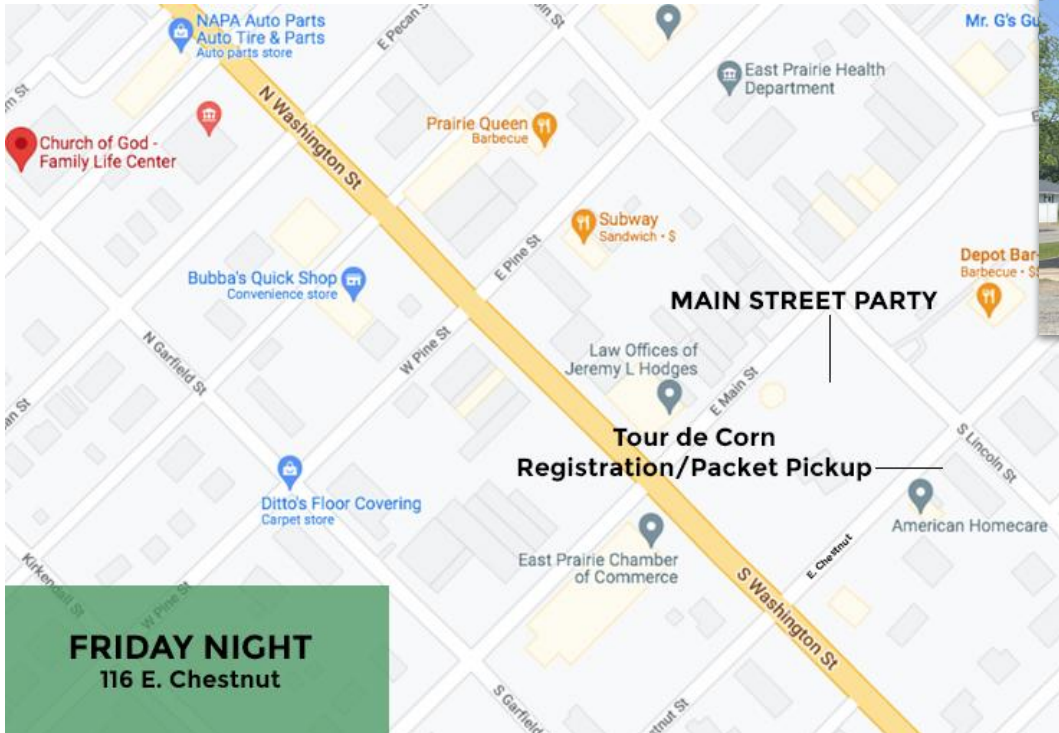 NAPA Auto Parts
Auto Tire & Parts
Auto parts store
E Pecan St
Mr. G's
East Prairie Health
Department
N Washington St
Prairie Queen
Barbecue
Church of God -
Family Life Center
Subway
Sandwich • $
E Pine St
Depot
Barbecue • $
Bubba's Quick Shop
Convenience store
MAIN STREET PARTY
W Pine St
N Garfield St
Law Offices of
Jeremy L Hodges
E Main St
Tour de Corn
Registration/Packet Pickup
S Lincoln St
Ditto's Floor Covering
Carpet store
American Homecare
East Prairie Chamber
of Commerce
E. Chestnut
S Washington St
Kirkendall St
W Pine St
FRIDAY NIGHT
116 E. Chestnut
S Garfield
St